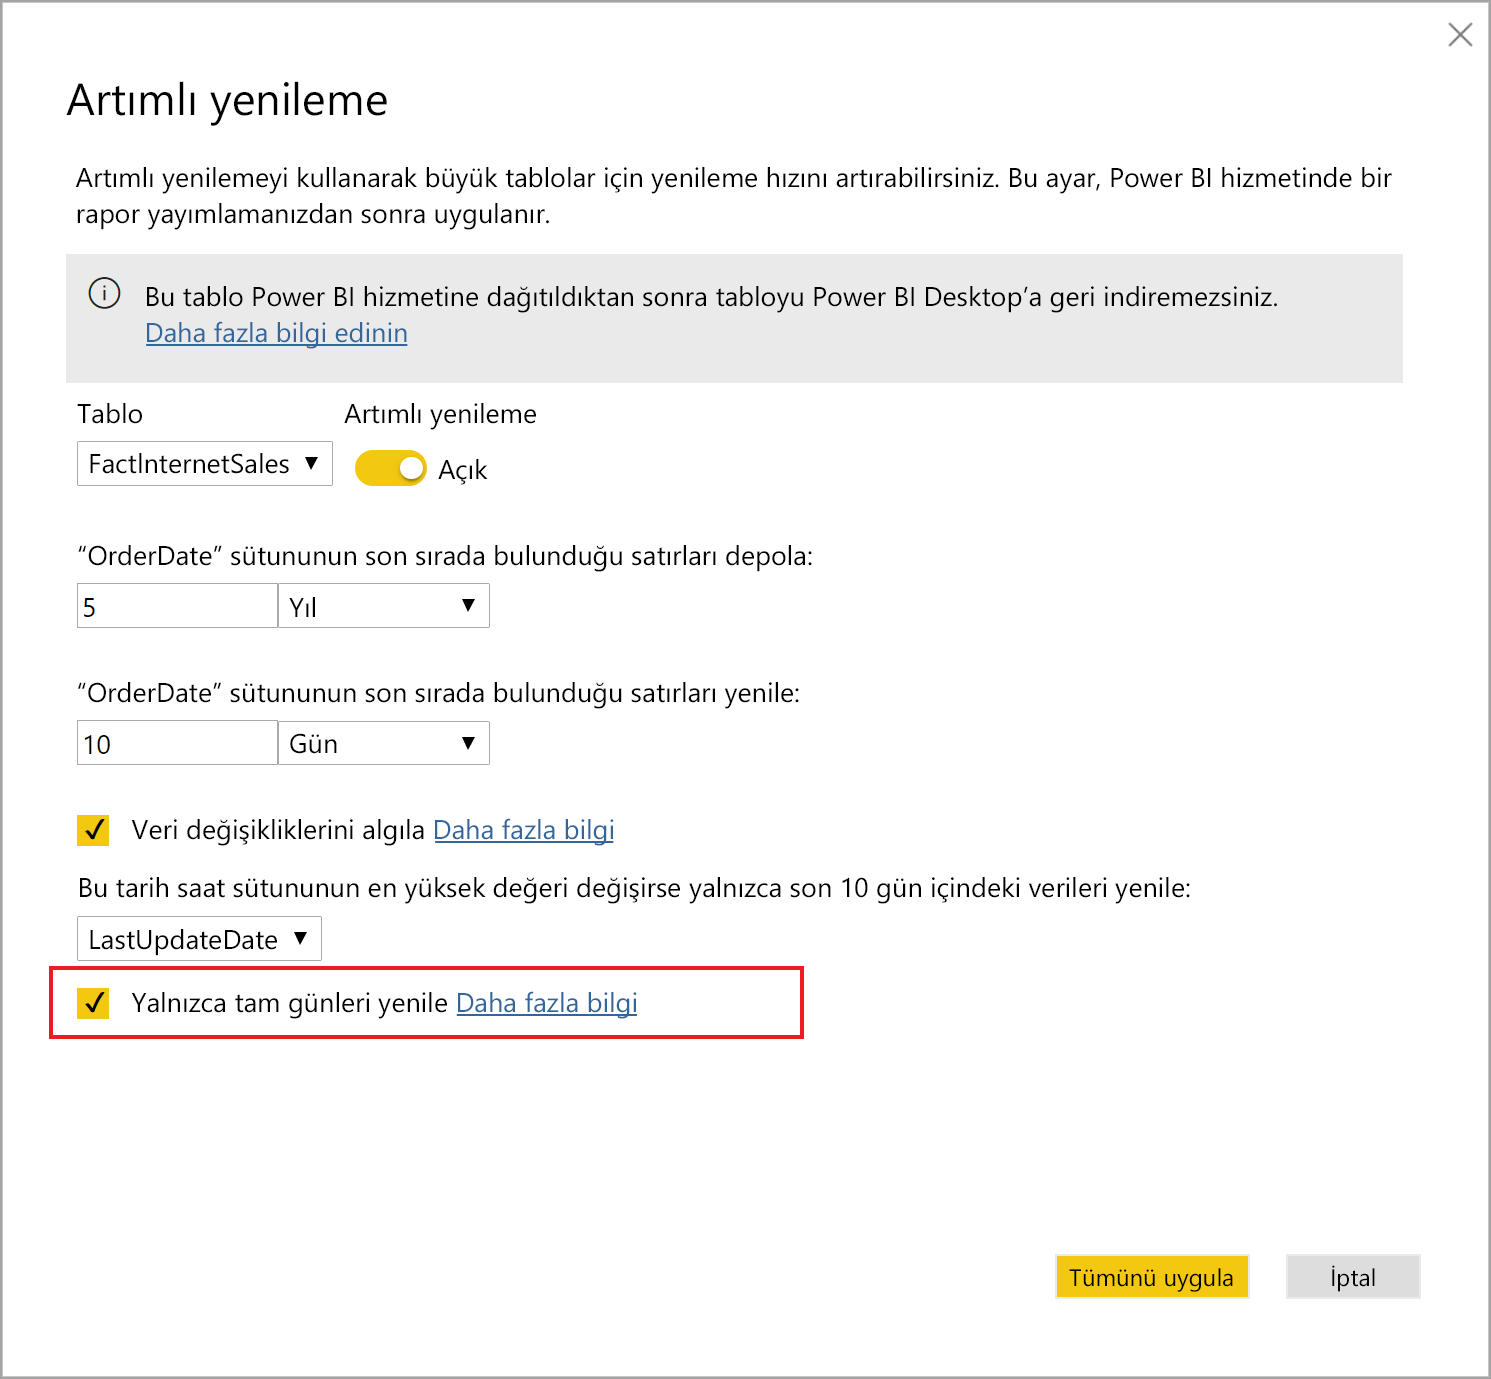 Artımlı yenileme
Artımlı yenilemeyi kullanarak büyük tablolar için yenileme hızını artırabilirsiniz. Bu ayar, Power BI hizmetinde bir
rapor yayımlamanızdan sonra uygulanır.
Bu tablo Power BI hizmetine dağıtıldıktan sonra tabloyu Power BI Desktop’a geri indiremezsiniz.
Daha fazla bilgi edinin
Tablo Artımlı yenileme
FactInternetSales Açık
“OrderDate” sütununun son sırada bulunduğu satırları depola:
5 Yıl
“OrderDate” sütununun son sırada bulunduğu satırları yenile:
10 Gün
Veri değişikliklerini algıla Daha fazla bilgi
Bu tarih saat sütununun en yüksek değeri değişirse yalnızca son 10 gün içindeki verileri yenile:
LastUpdateDate
Yalnızca tam günleri yenile Daha fazla bilgi
Tümünü uygula İptal